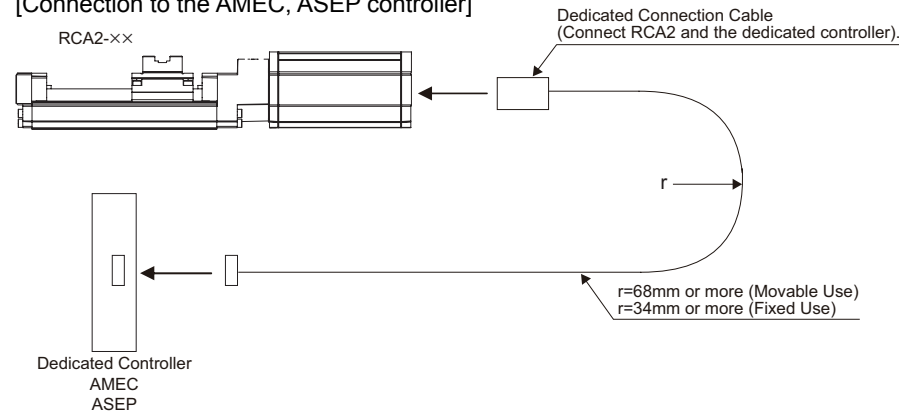 [Connection to the AMEC, ASEP controller]
Dedicated Connection Cable
(Connect RCA2 and the dedicated controller).
RCA2-××
r
r=68mm or more (Movable Use)
r=34mm or more (Fixed Use)
Dedicated Controller
AMEC
ASEP